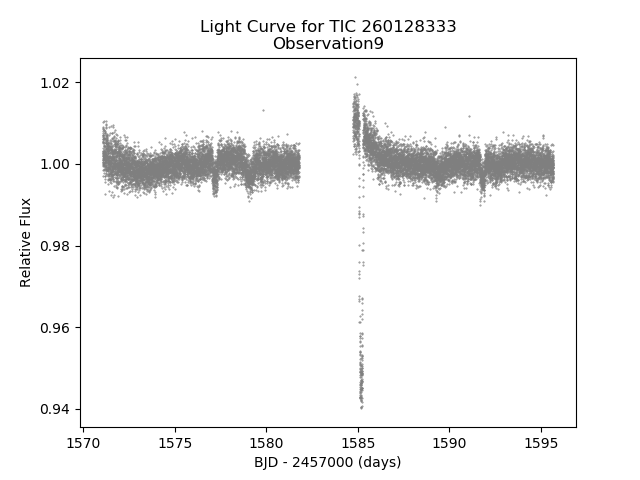 Light Curve for TIC 260128333
Observation9
1.02
1.00
0.98
0.96
0.94
Relative Flux
1570
1575
1580
1585
1590
1595
BJD - 2457000 (days)